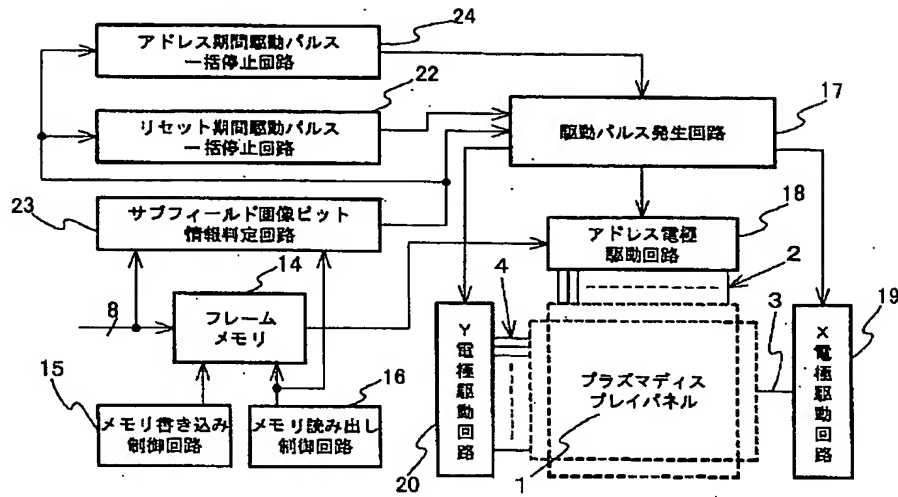 24
アドレス期間駆動パルス
一括停止回路
22
リセット期間駆動パルス
一括停止回路
17
駆動パルス発生回路
23
サブフィールド画像ビット
情報判定回路
18
アドレス電極
駆動回路
14
フレーム
メモリ
8
4
2
3
19
Y電極駆動回路
X電極駆動回路
プラズマディス
プレイパネル
15
メモリ書き込み
制御回路
16
メモリ読み出し
制御回路
20
1